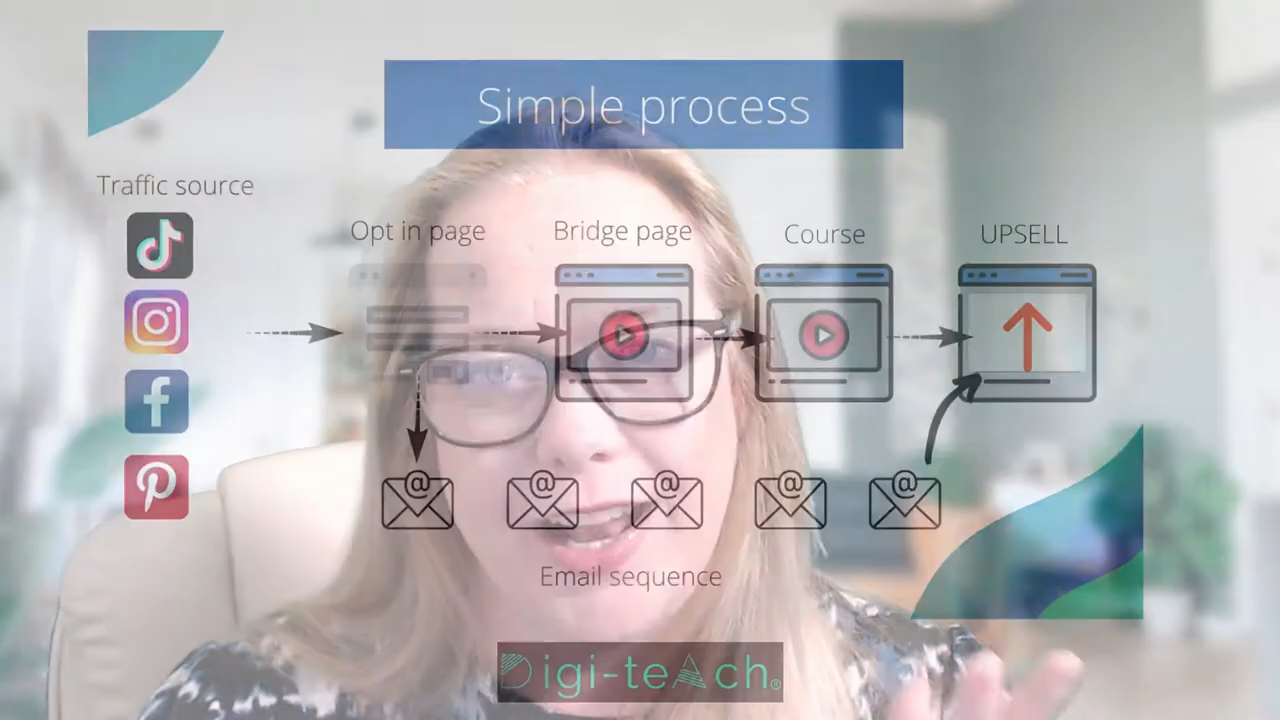 Simple process
Traffic source
Opt in page
Bridge page
Course
UPSELL
@ @ @ @ @
Email sequence
Digi-teAch®